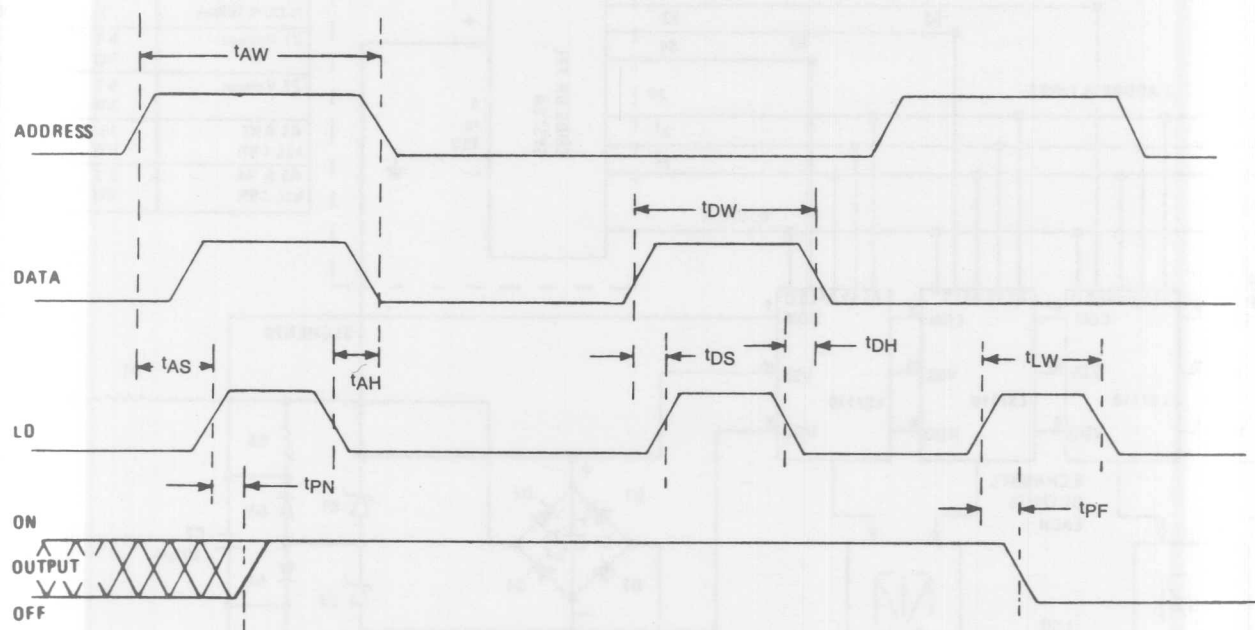 tAW
ADDRESS
tDW
DATA
tAS
tAH
tDS
tDH
tLW
LD
tPN
tPF
ON
OUTPUT
OFF